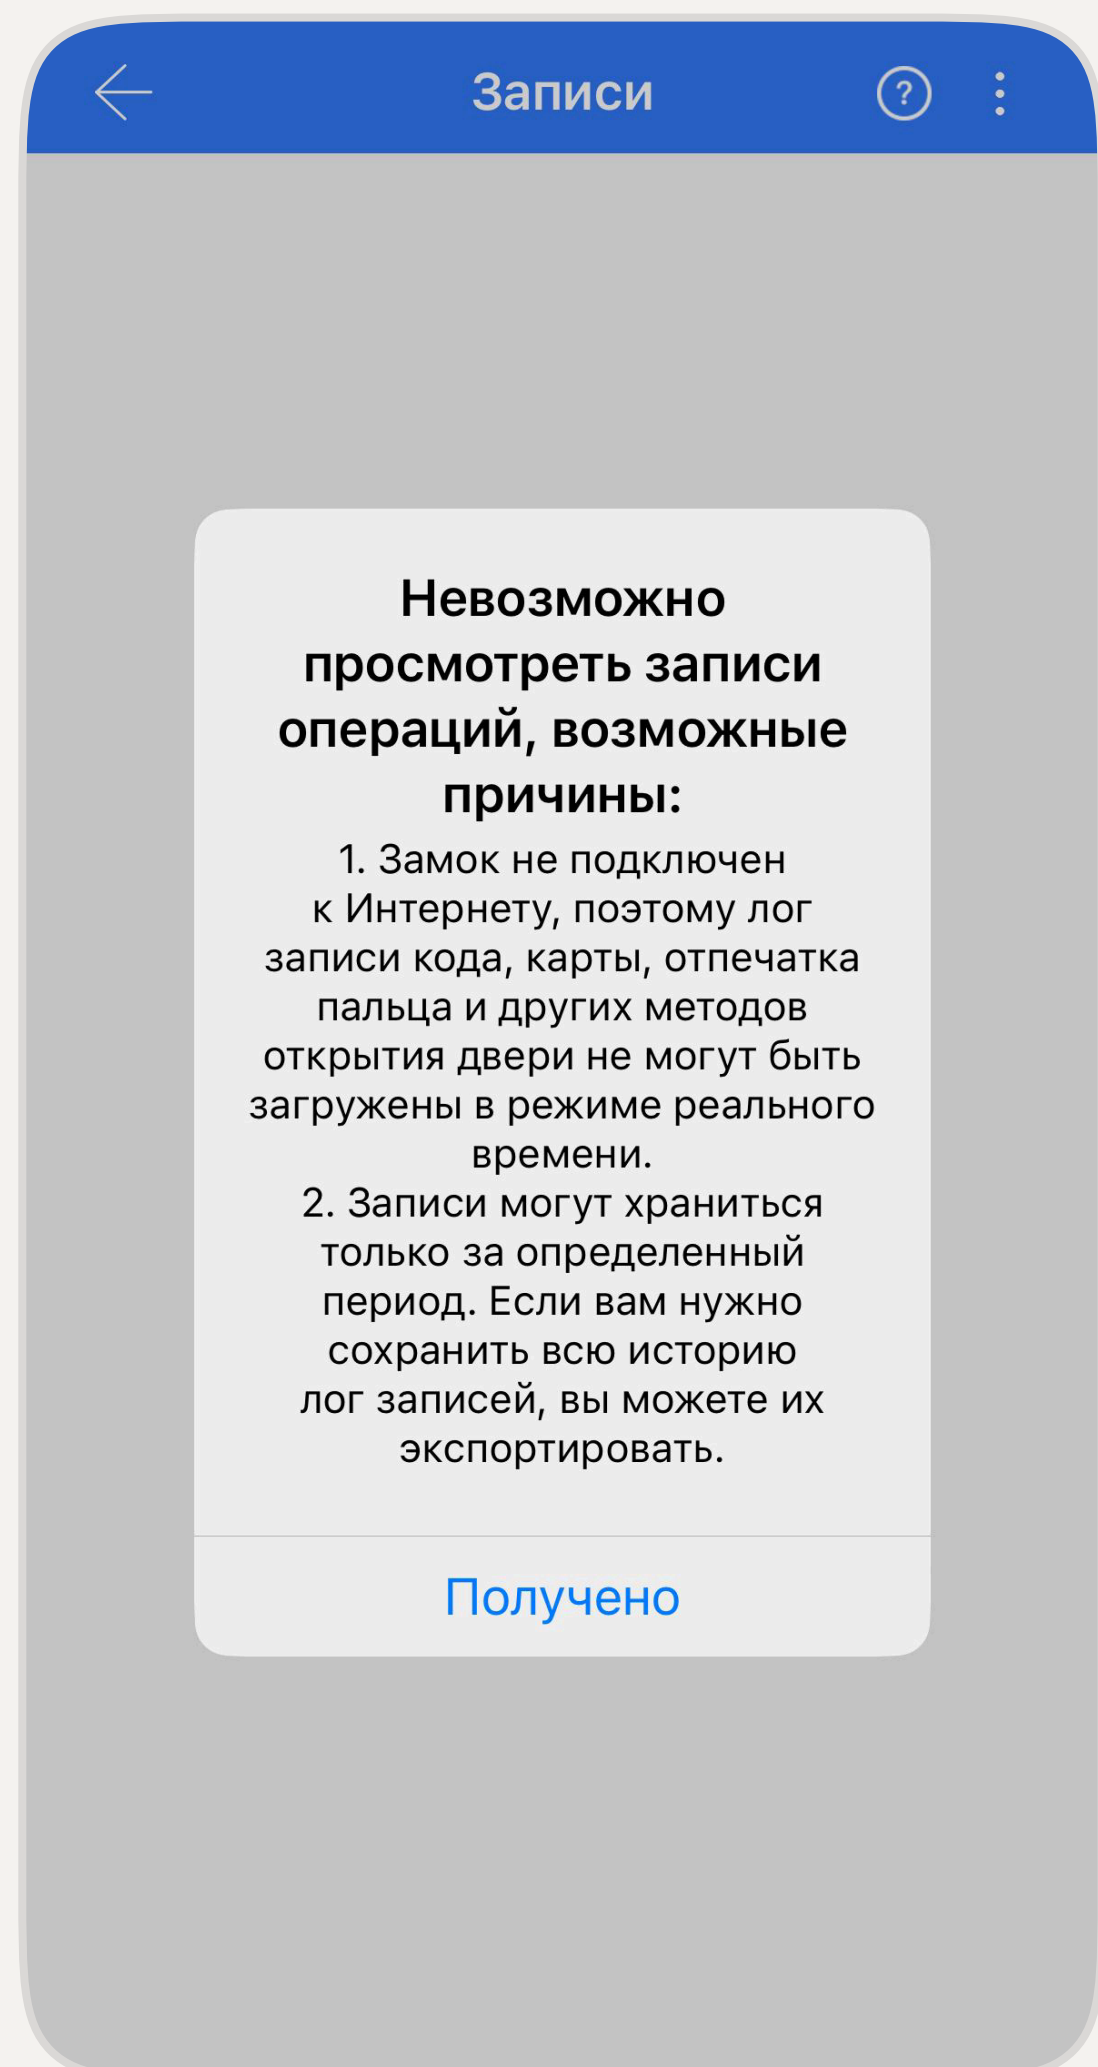 Записи
?
Невозможно
просмотреть записи
операций, возможные
причины:
1. Замок не подключен
к Интернету, поэтому лог
записи кода, карты, отпечатка
пальца и других методов
открытия двери не могут быть
загружены в режиме реального
времени.
2. Записи могут храниться
только за определенный
период. Если вам нужно
сохранить всю историю
лог записей, вы можете их
экспортировать.
Получено